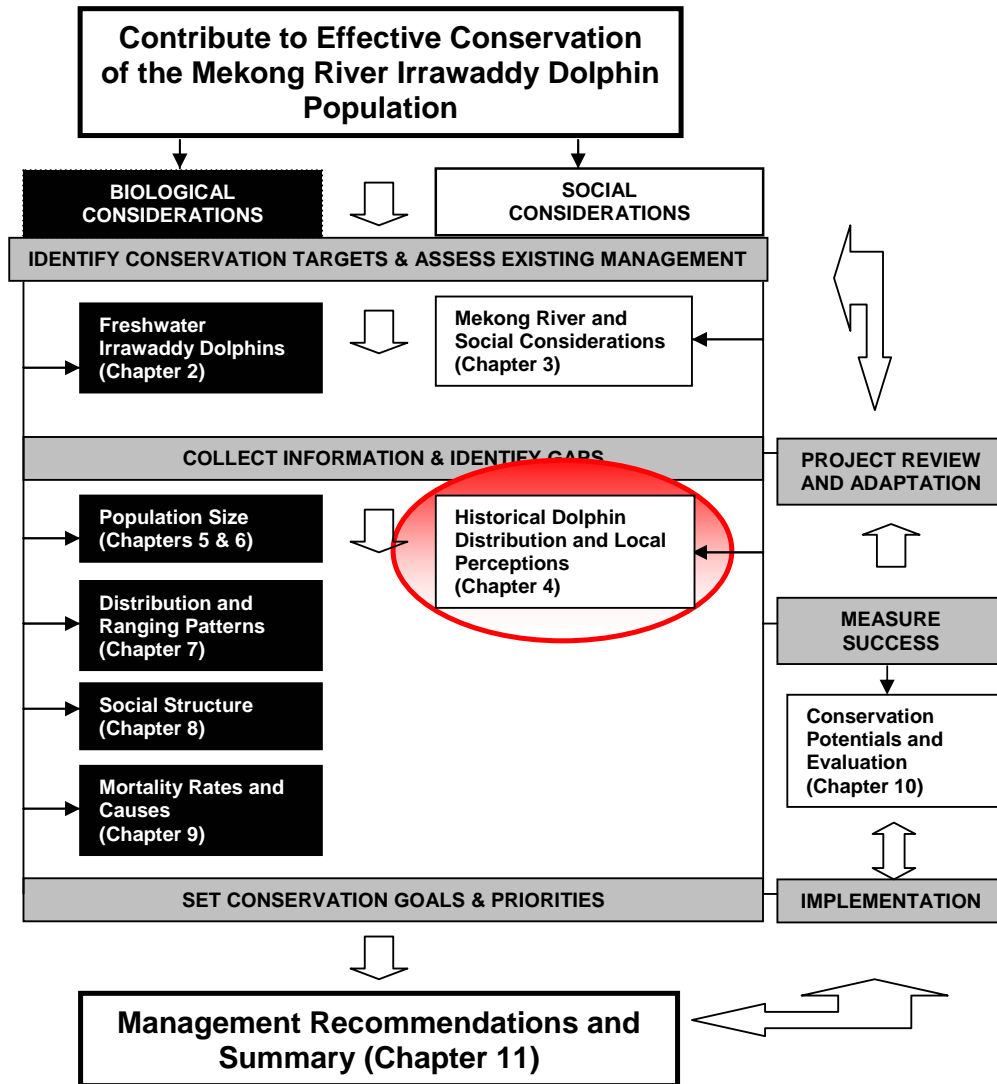 Contribute to Effective Conservation
of the Mekong River Irrawaddy Dolphin
Population
BIOLOGICAL
CONSIDERATIONS
SOCIAL
CONSIDERATIONS
IDENTIFY CONSERVATION TARGETS & ASSESS EXISTING MANAGEMENT
Freshwater
Irrawaddy Dolphins
(Chapter 2)
Mekong River and
Social Considerations
(Chapter 3)
COLLECT INFORMATION & IDENTIFY GAPS
PROJECT REVIEW
AND ADAPTATION
Population Size
(Chapters 5 & 6)
Historical Dolphin
Distribution and Local
Perceptions
(Chapter 4)
Distribution and
Ranging Patterns
(Chapter 7)
MEASURE
SUCCESS
Social Structure
(Chapter 8)
Conservation
Potentials and
Evaluation
(Chapter 10)
Mortality Rates and
Causes
(Chapter 9)
SET CONSERVATION GOALS & PRIORITIES
IMPLEMENTATION
Management Recommendations and
Summary (Chapter 11)